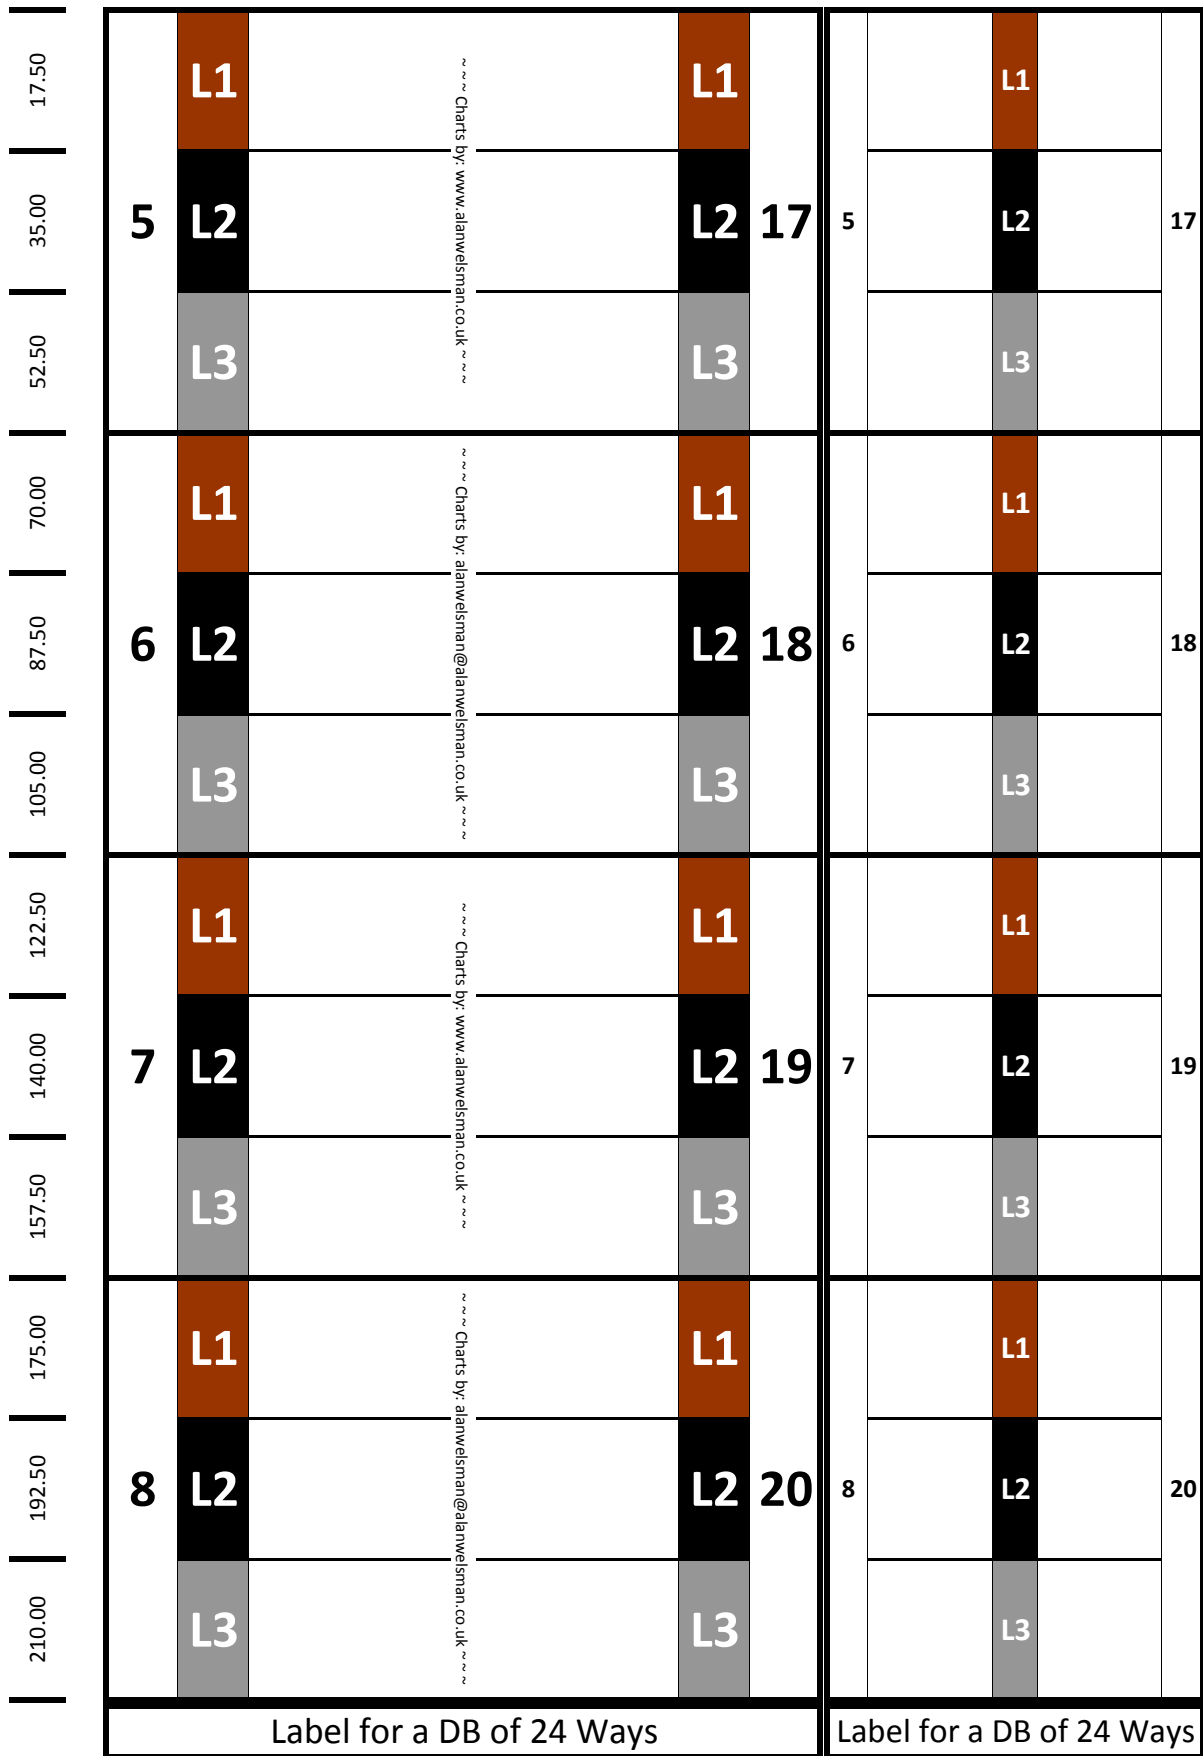 17.50 L1 L1 L1
~ ~ ~ Charts by: www.alanwelsman.co.uk ~ ~ ~
35.00 5 L2 L2 17 5 L2 17
52.50 L3 L3 L3
70.00 L1 L1 L1
~ ~ ~ Charts by: alanwelsman@alanwelsman.co.uk ~ ~ ~
87.50 6 L2 L2 18 6 L2 18
105.00 L3 L3 L3
122.50 L1 L1 L1
~ ~ ~ Charts by: www.alanwelsman.co.uk ~ ~ ~
140.00 7 L2 L2 19 7 L2 19
157.50 L3 L3 L3
175.00 L1 L1 L1
~ ~ ~ Charts by: alanwelsman@alanwelsman.co.uk ~ ~ ~
192.50 8 L2 L2 20 8 L2 20
210.00 L3 L3 L3
Label for a DB of 24 Ways Label for a DB of 24 Ways